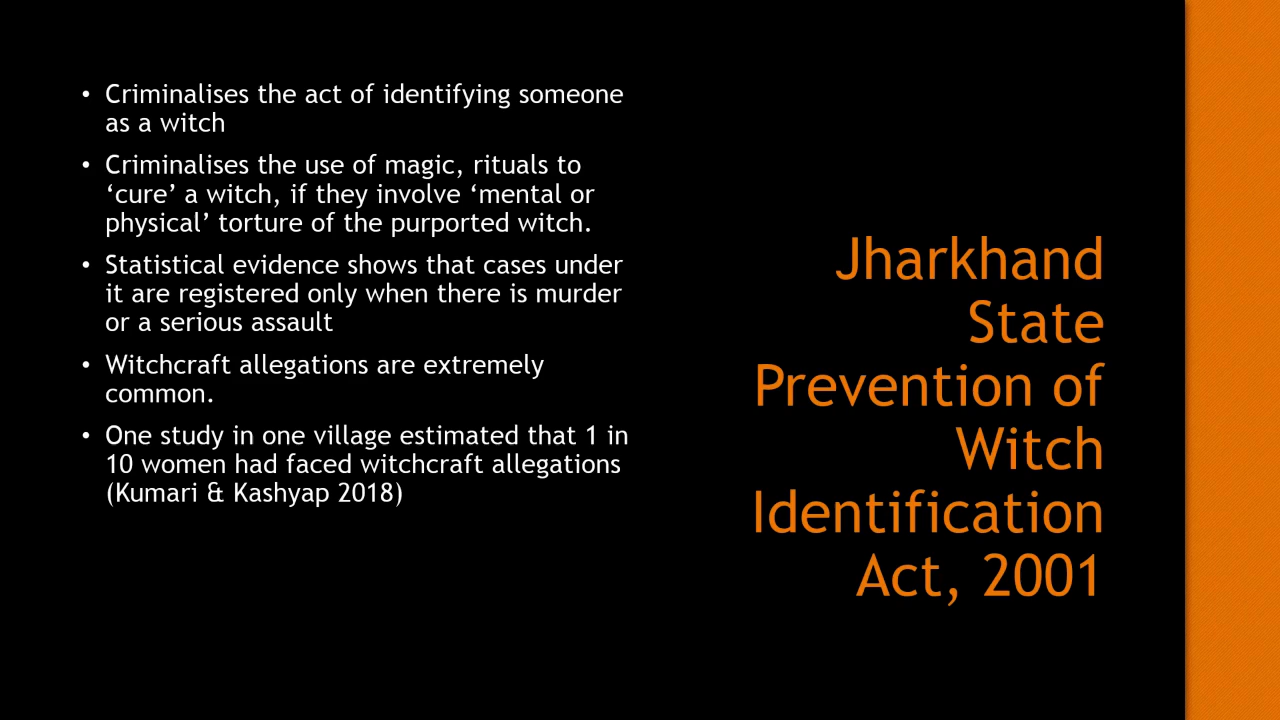 • Criminalises the act of identifying someone
as a witch
• Criminalises the use of magic, rituals to
‘cure’ a witch, if they involve ‘mental or
physical’ torture of the purported witch.
• Statistical evidence shows that cases under
it are registered only when there is murder
or a serious assault
• Witchcraft allegations are extremely
common.
• One study in one village estimated that 1 in
10 women had faced witchcraft allegations
(Kumari & Kashyap 2018)
Jharkhand
State
Prevention of
Witch
Identification
Act, 2001